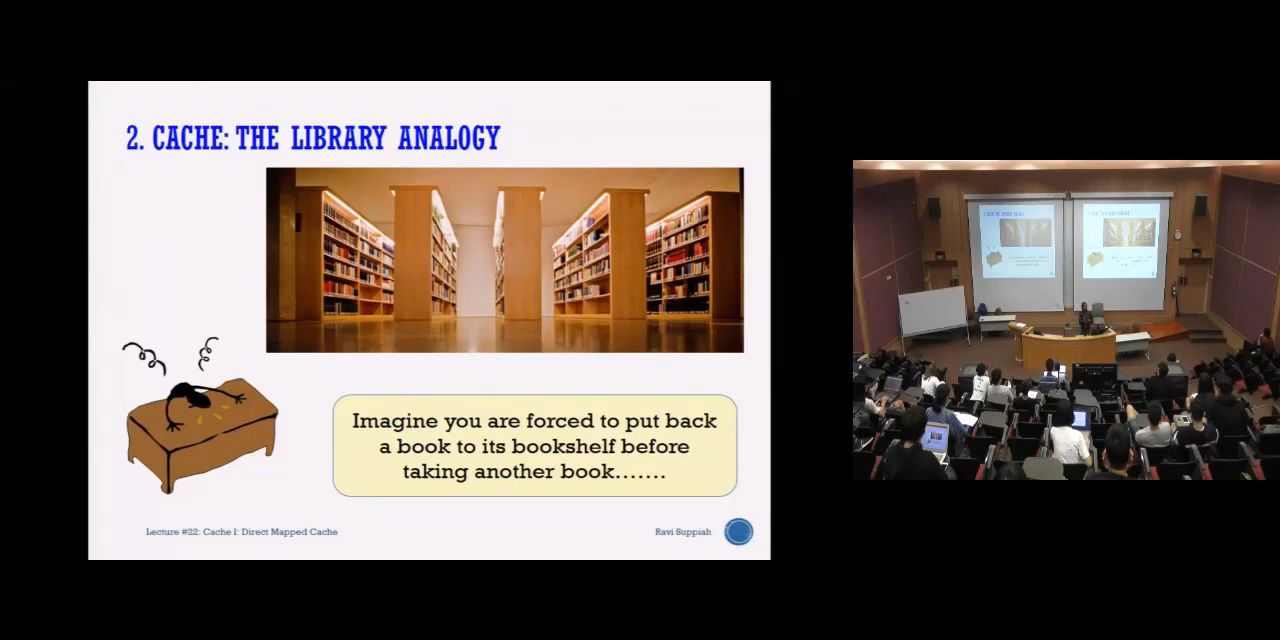 2. CACHE: THE LIBRARY ANALOGY
Imagine you are forced to put back
a book to its bookshelf before
taking another book.......
Lecture #22: Cache I: Direct Mapped Cache
Ravi Suppiah